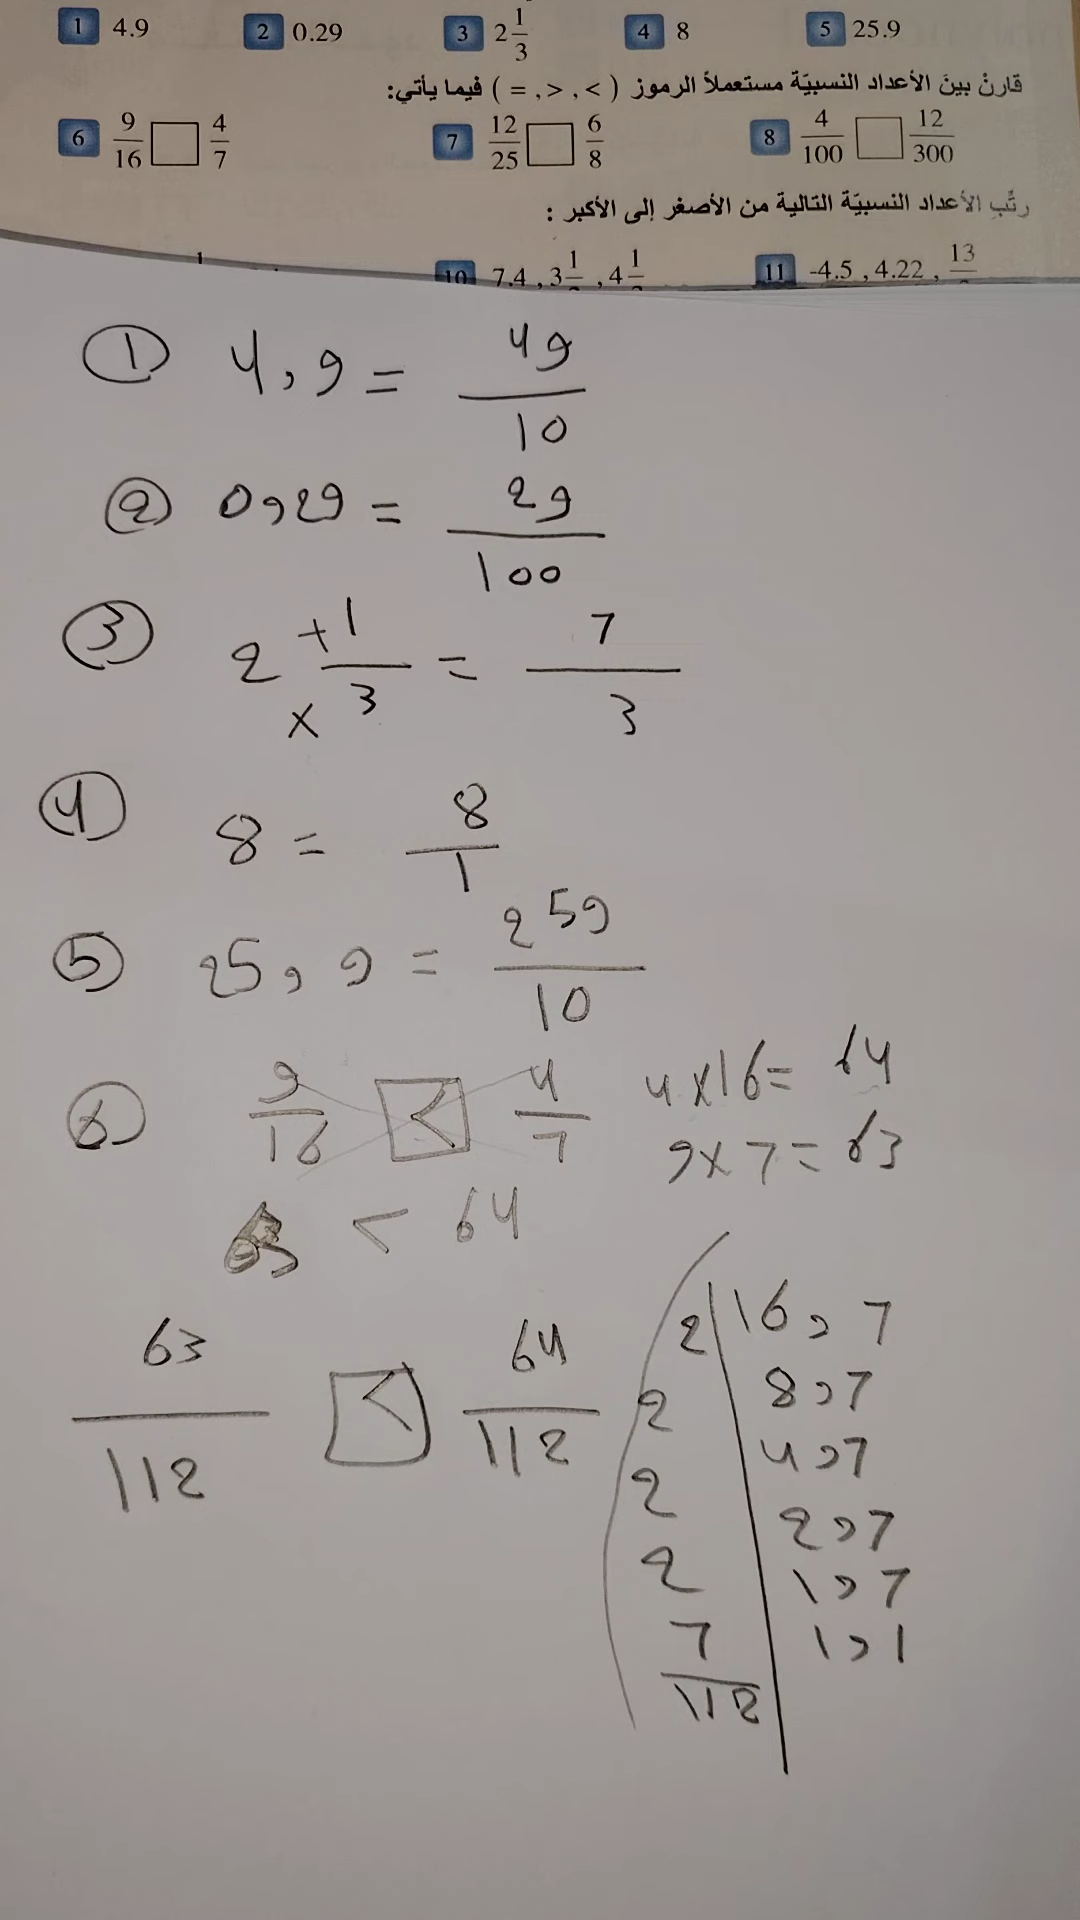 1 4.9 2 0.29 3 2 1/3 4 8 5 25.9
قارنْ بينَ الأعداد النسبيّة مستعملاً الرموز ( < , > , = ) فيما يأتي:
6 9/16 □ 4/7 7 12/25 □ 6/8 8 4/100 □ 12/300
رتِّب الأعداد النسبيّة التالية من الأصغر إلى الأكبر :
10 7.4 , 3 1/ , 4 1/ 11 -4.5 , 4.22 , 13/
① 4,9 = 49/10
② 0,29 = 29/100
③ 2 + 1/3 = 7/3
×
④ 8 = 8/1
⑤ 25,9 = 259/10
⑥ 9/16 < 4/7 4×16= 64
9×7= 63
63 < 64
63/112 < 64/112
2 | 16, 7
2 | 8, 7
2 | 4, 7
2 | 2, 7
7 | 1, 7
112 | 1, 1